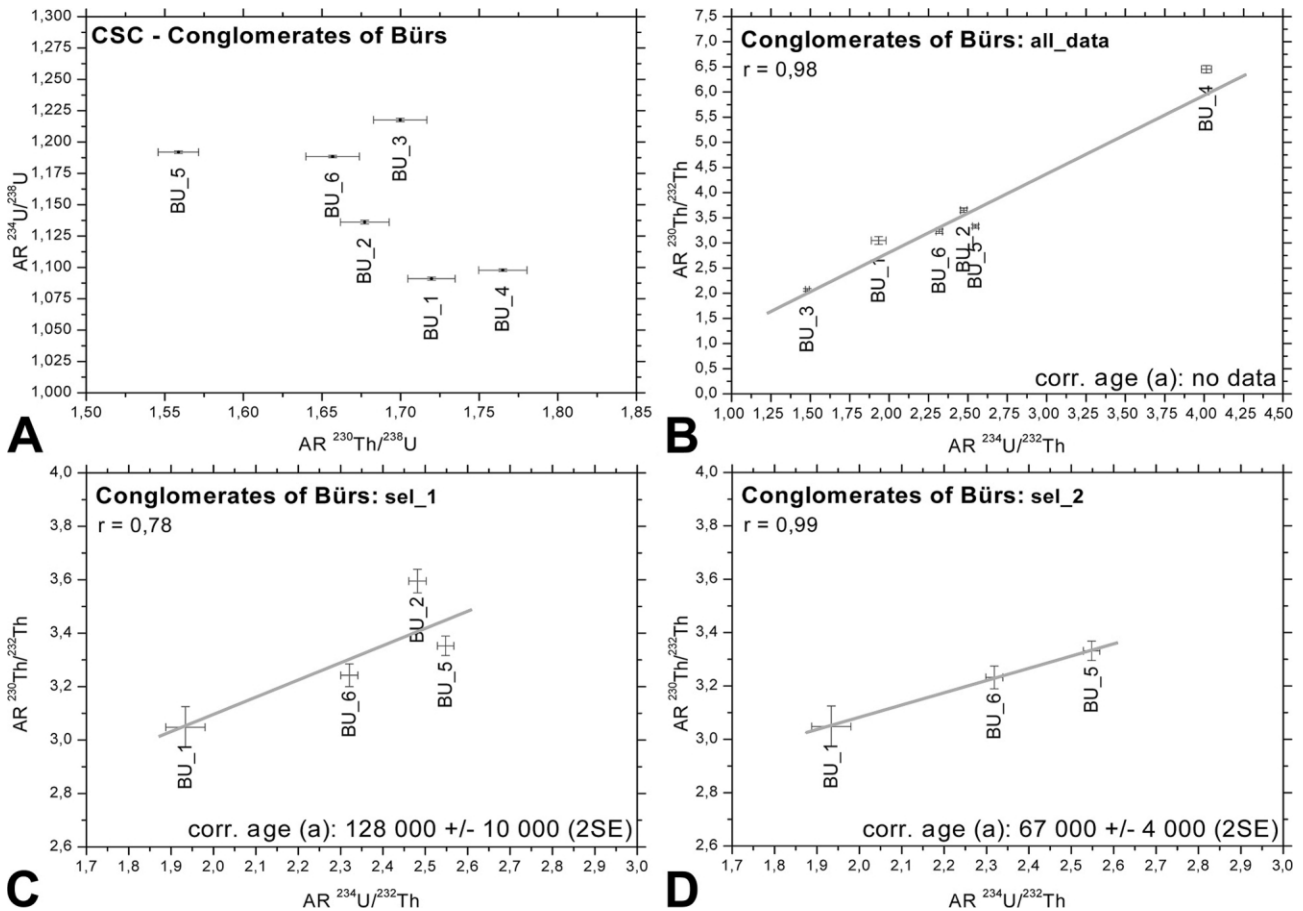 CSC - Conglomerates of Bürs
AR ²³⁴U/²³⁸U
1,300
1,275
1,250
1,225
1,200
1,175
1,150
1,125
1,100
1,075
1,050
1,025
1,000
BU_5
BU_6
BU_3
BU_2
BU_1
BU_4
1,50 1,55 1,60 1,65 1,70 1,75 1,80 1,85
AR ²³⁰Th/²³⁸U
A
Conglomerates of Bürs: all_data
r = 0,98
AR ²³⁰Th/²³²Th
7,5
7,0
6,5
6,0
5,5
5,0
4,5
4,0
3,5
3,0
2,5
2,0
1,5
1,0
0,5
0,0
BU_3
BU_1
BU_6
BU_2
BU_5
BU_4
corr. age (a): no data
1,00 1,25 1,50 1,75 2,00 2,25 2,50 2,75 3,00 3,25 3,50 3,75 4,00 4,25 4,50
AR ²³⁴U/²³²Th
B
Conglomerates of Bürs: sel_1
r = 0,78
AR ²³⁰Th/²³²Th
4,0
3,8
3,6
3,4
3,2
3,0
2,8
2,6
BU_1
BU_6
BU_2
BU_5
corr. age (a): 128 000 +/- 10 000 (2SE)
1,7 1,8 1,9 2,0 2,1 2,2 2,3 2,4 2,5 2,6 2,7 2,8 2,9 3,0
AR ²³⁴U/²³²Th
C
Conglomerates of Bürs: sel_2
r = 0,99
AR ²³⁰Th/²³²Th
4,0
3,8
3,6
3,4
3,2
3,0
2,8
2,6
BU_1
BU_6
BU_5
corr. age (a): 67 000 +/- 4 000 (2SE)
1,7 1,8 1,9 2,0 2,1 2,2 2,3 2,4 2,5 2,6 2,7 2,8 2,9 3,0
AR ²³⁴U/²³²Th
D